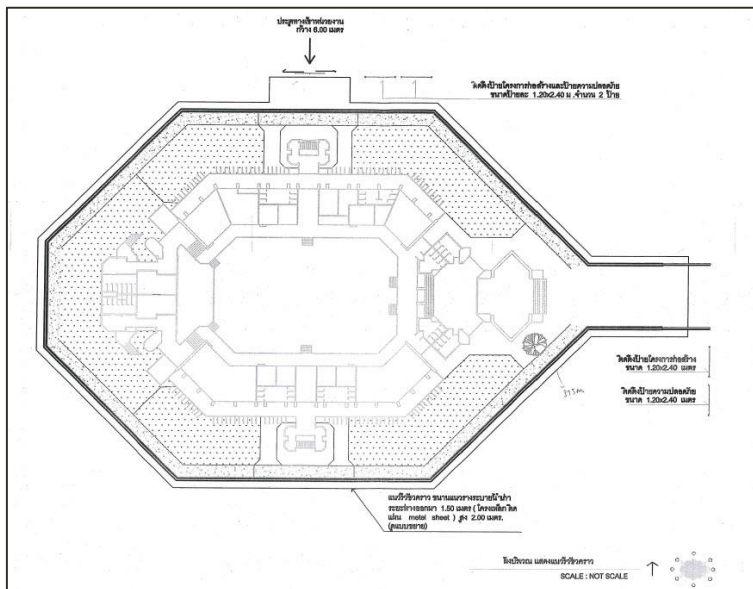 ประตูทางเข้าหน่วยงาน
กว้าง 6.00 เมตร
ติดตั้งป้ายโครงการก่อสร้างและป้ายความปลอดภัย
ขนาดป้ายละ 1.20x2.40 ม. จำนวน 2 ป้าย
ติดตั้งป้ายโครงการก่อสร้าง
ขนาด 1.20x2.40 เมตร
ติดตั้งป้ายความปลอดภัย
ขนาด 1.20x2.40 เมตร
แนวรั้วชั่วคราว ขนานแนวรางระบายน้ำเก่า
ระยะห่างออกมา 1.50 เมตร ( โครงเหล็กติด
แผ่น metal sheet ) สูง 2.00 เมตร.
(ดูแบบขยาย)
ผังบริเวณ แสดงแนวรั้วชั่วคราว
SCALE : NOT SCALE